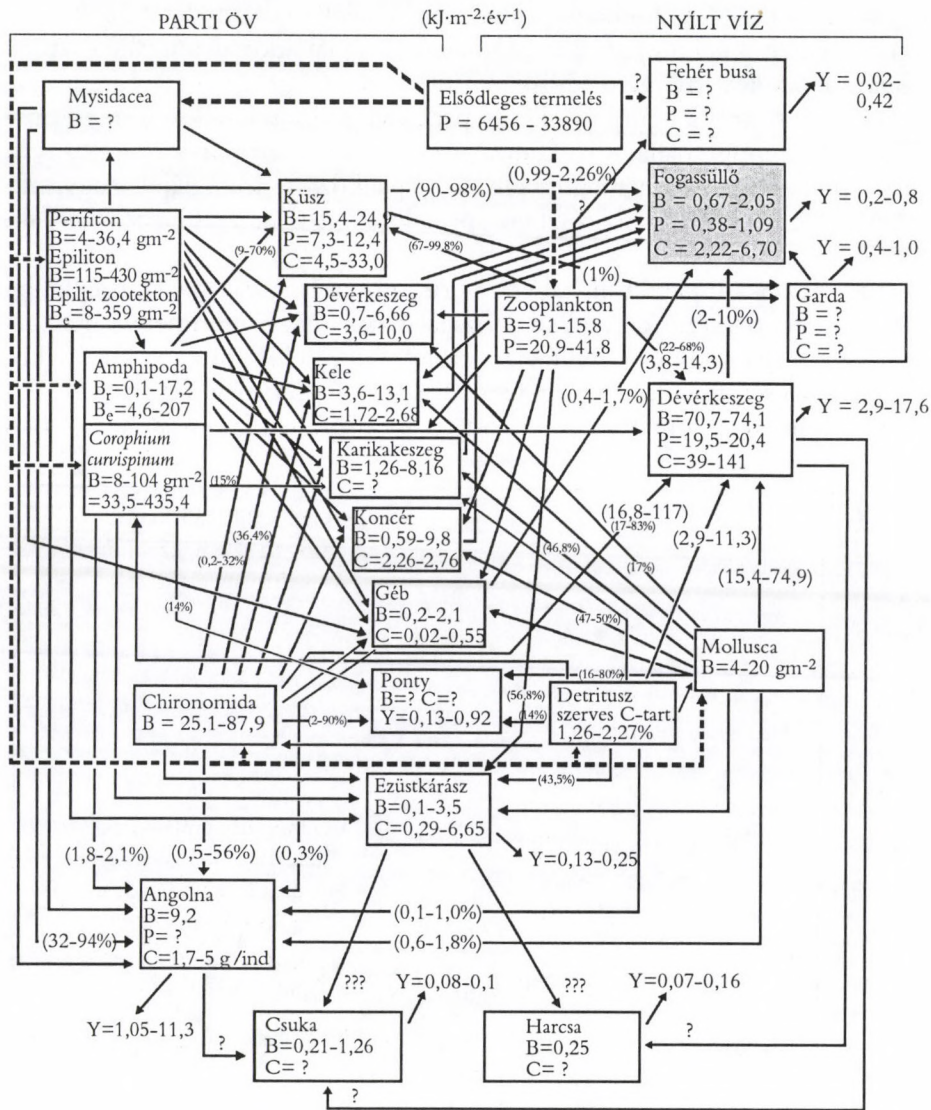 PARTI ÖV
(kJ·m⁻²·év⁻¹)
NYÍLT VÍZ
Mysidacea
B = ?
Elsődleges termelés
P = 6456 – 33890
?
Fehér busa
B = ?
P = ?
C = ?
Y = 0,02–
0,42
Perifiton
B=4–36,4 gm⁻²
Epiliton
B=115–430 gm⁻²
Epilit. zootekton
Bₑ=8–359 gm⁻²
(9–70%)
Küsz
B=15,4–24,9
P=7,3–12,4
C=4,5–33,0
(90–98%)
(0,99–2,26%)
?
(67–99,8%)
Fogassüllő
B = 0,67–2,05
P = 0,38–1,09
C = 2,22–6,70
Y = 0,2–0,8
Y = 0,4–1,0
(1%)
Garda
B = ?
P = ?
C = ?
Dévérkeszeg
B=0,7–6,66
C=3,6–10,0
Zooplankton
B=9,1–15,8
P=20,9–41,8
(2–10%)
(22–68%)
(3,8–14,3)
Amphipoda
Bᵣ=0,1–17,2
Bₑ=4,6–207
Corophium
curvispinum
B=8–104 gm⁻²
=33,5–435,4
Kele
B=3,6–13,1
C=1,72–2,68
(0,4–1,7%)
Dévérkeszeg
B=70,7–74,1
P=19,5–20,4
C=39–141
Y = 2,9–17,6
Karikakeszeg
B=1,26–8,16
C= ?
(15%)
(16,8–117)
(17–83%)
(2,9–11,3)
Koncér
B=0,59–9,8
C=2,26–2,76
(36,4%)
(0,2–32%)
(46,8%)
(17%)
(15,4–74,9)
Géb
B=0,2–2,1
C=0,02–0,55
(14%)
(47–50%)
Mollusca
B=4–20 gm⁻²
(16–80%)
Chironomida
B = 25,1–87,9
(2–90%)
Ponty
B=? C=?
Y=0,13–0,92
(56,8%)
(14%)
Detritusz
szerves C-tart.
1,26–2,27%
Ezüstkárász
B=0,1–3,5
C=0,29–6,65
(43,5%)
Y=0,13–0,25
(1,8–2,1%)
(0,5–56%)
(0,3%)
Angolna
B=9,2
P= ?
C=1,7–5 g/ind
(32–94%)
(0,1–1,0%)
(0,6–1,8%)
???
???
Y=1,05–11,3
?
Y=0,08–0,1
Y=0,07–0,16
Csuka
B=0,21–1,26
C= ?
Harcsa
B=0,25
C= ?
?
?